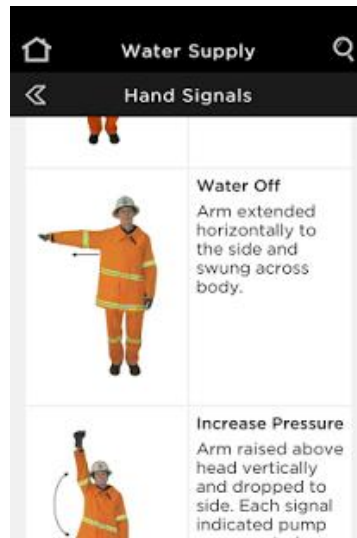 Water Supply
Hand Signals
Water Off
Arm extended
horizontally to
the side and
swung across
body.
Increase Pressure
Arm raised above
head vertically
and dropped to
side. Each signal
indicated pump